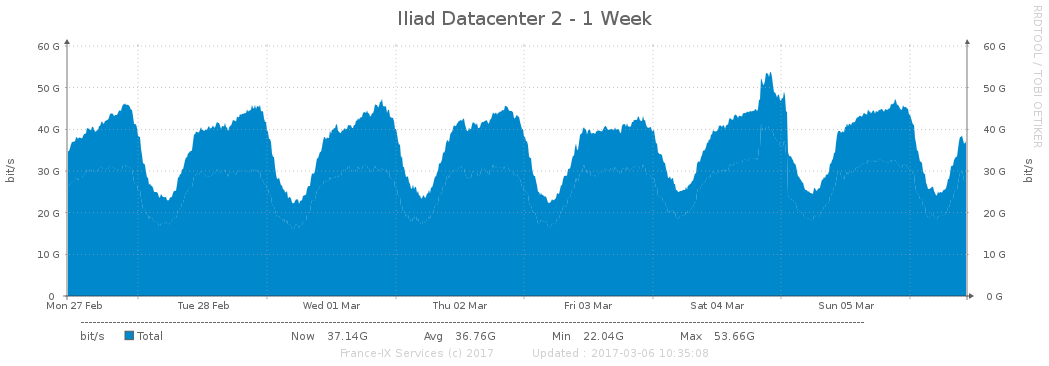 Iliad Datacenter 2 - 1 Week
RRDTOOL / TOBI OETIKER
bit/s
60 G 60 G
50 G 50 G
40 G 40 G
30 G 30 G
20 G 20 G
10 G 10 G
0 0 G
bit/s
Mon 27 Feb Tue 28 Feb Wed 01 Mar Thu 02 Mar Fri 03 Mar Sat 04 Mar Sun 05 Mar
bit/s Total Now 37.14G Avg 36.76G Min 22.04G Max 53.66G
France-IX Services (c) 2017 Updated : 2017-03-06 10:35:08